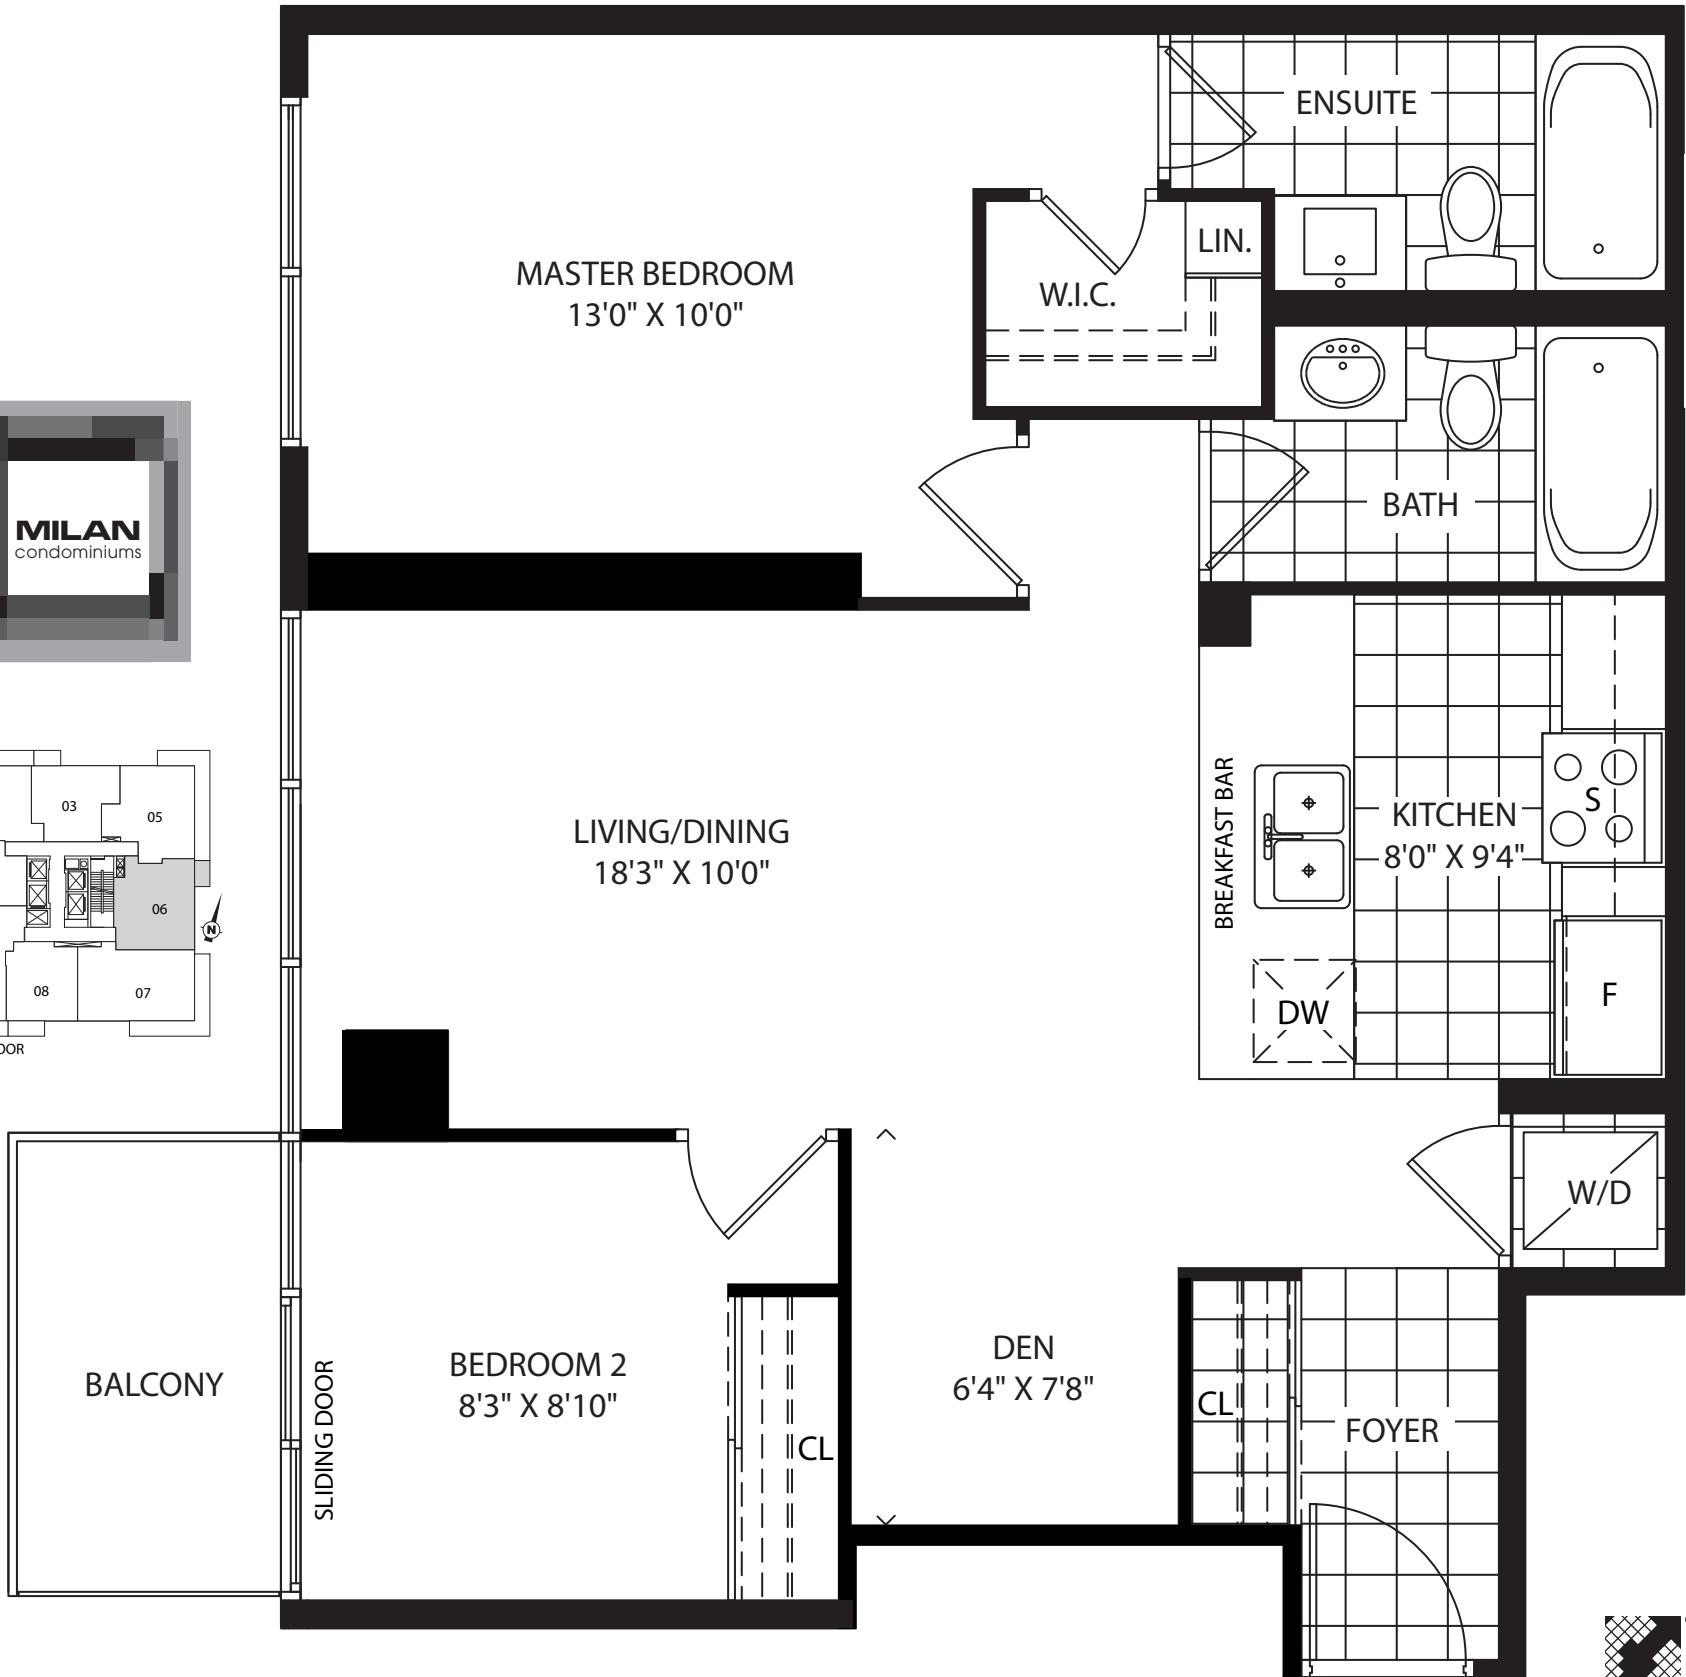 ENSUITE
LIN.
W.I.C.
MASTER BEDROOM
13'0" X 10'0"
BATH
MILAN
condominiums
LIVING/DINING
18'3" X 10'0"
BREAKFAST BAR
KITCHEN
8'0" X 9'4"
S
DW
F
03
05
06
N
08
07
W/D
BALCONY
SLIDING DOOR
BEDROOM 2
8'3" X 8'10"
CL
DEN
6'4" X 7'8"
CL
FOYER